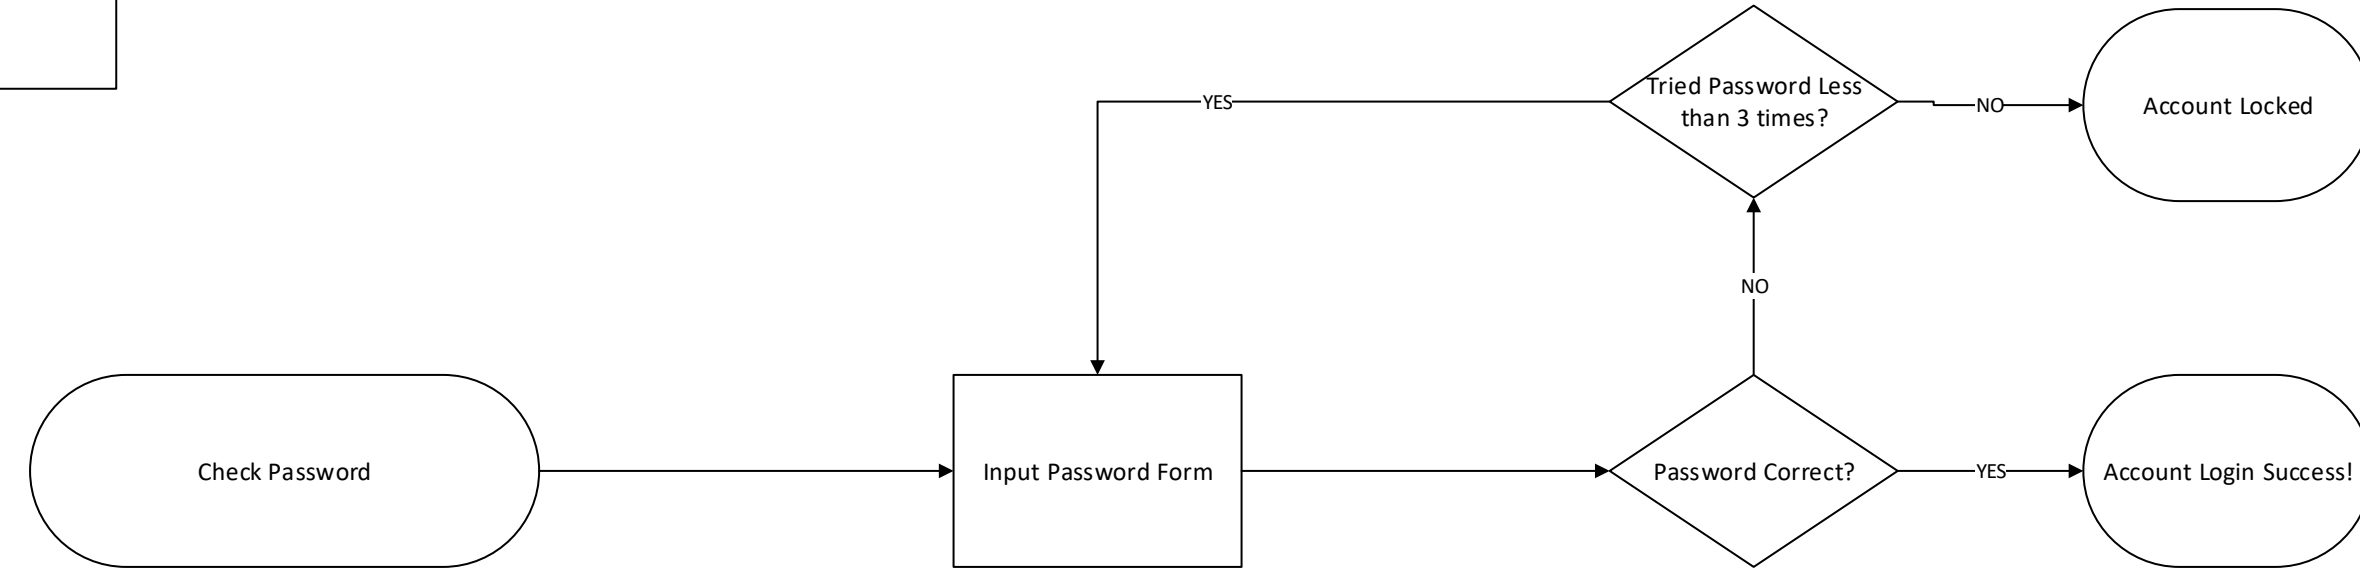 YES
Tried Password Less
than 3 times?
NO
Account Locked
NO
Check Password
Input Password Form
Password Correct?
YES
Account Login Success!